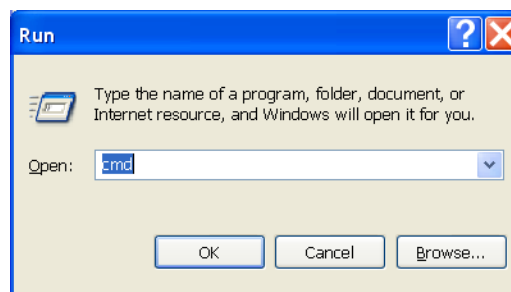 Run
Type the name of a program, folder, document, or
Internet resource, and Windows will open it for you.
Open: cmd
OK Cancel Browse...